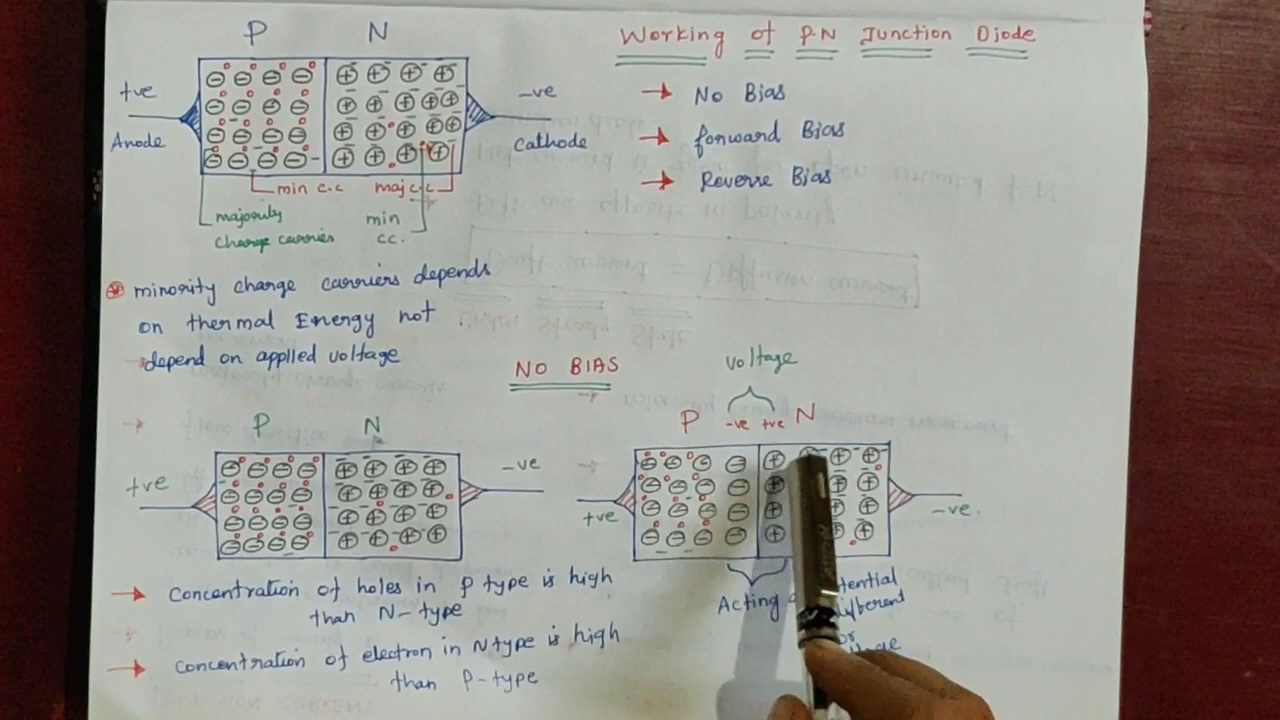 P N
Working of P-N Junction Diode
+ve
Anode
-ve
Cathode
→ No Bias
→ forward Bias
→ Reverse Bias
min c.c maj c.c
majority
charge carrier
min
cc.
minority charge carriers depends
on thermal Energy not
depend on applled voltage
NO BIAS
voltage
P N
+ve
-ve
P -ve +ve N
+ve
-ve.
→ Concentration of holes in P type is high
than N-type
→ concentration of electron in N type is high
than P-type
Acting